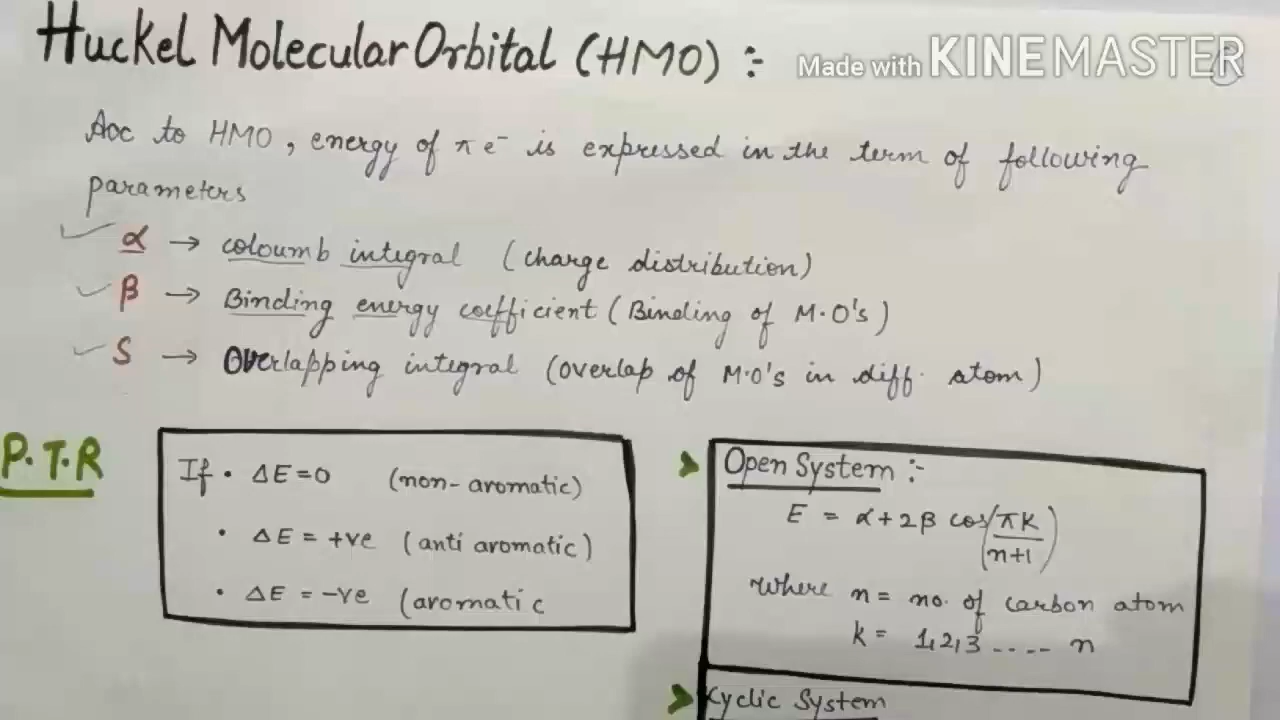 Huckel Molecular Orbital (HMO) :-
Made with KINEMASTER
Acc to HMO, energy of π e⁻ is expressed in the term of following
parameters
α → coloumb integral (charge distribution)
β → Binding energy coefficient (Binding of M.O's)
S → Overlapping integral (overlap of M.O's in diff. atom)
P.T.R
If • ΔE = 0 (non-aromatic)
• ΔE = +ve (anti aromatic)
• ΔE = -ve (aromatic
Open System :-
E = α + 2β cos(πK/n+1)
where n = no. of carbon atom
k = 1,2,3 ---- n
Cyclic System